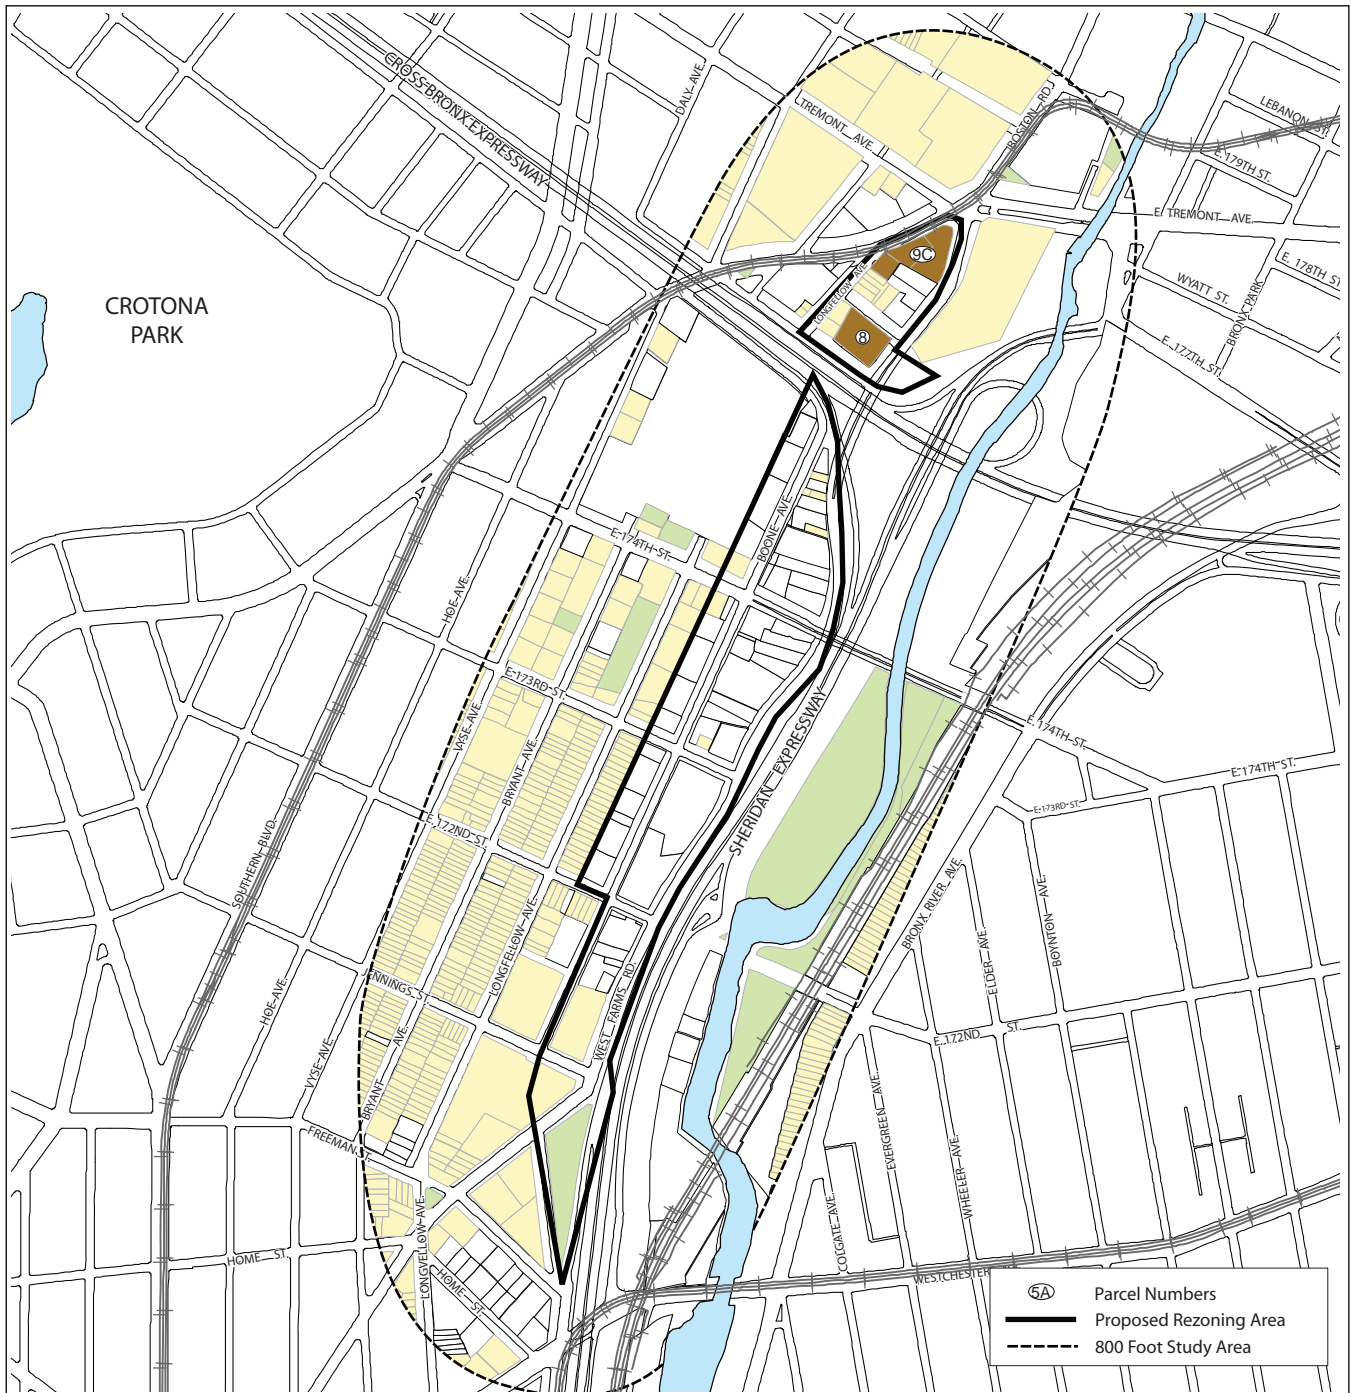 CROSS BRONX EXPRESSWAY
DALY AVE.
TREMONT AVE.
BOSTON RD.
LEBANON ST.
E. 179TH ST.
E. TREMONT AVE.
E. 178TH ST.
WYATT ST.
BRONX PARK
E. 177TH ST.
CROTONA
PARK
9C
LONGFELLOW AVE.
8
BOONE AVE.
E. 174TH ST.
HOE AVE.
E. 173RD ST.
VYSE AVE.
BRYANT AVE.
E. 172ND ST.
SHERIDAN EXPRESSWAY
E. 174TH ST.
E. 174TH ST.
E. 173RD ST.
SOUTHERN BLVD
LONGFELLOW AVE.
BRONX RIVER AVE.
ELDER AVE.
BOYNTON AVE.
JENNINGS ST.
HOE AVE.
WEST FARMS RD.
E. 172ND ST.
VYSE AVE.
BRYANT AVE.
FREEMAN ST.
EVERGREEN AVE.
WHEELER AVE.
COLGATE AVE.
LONGVELLOW AVE.
HOME ST.
HOME ST.
WESTCHESTER
5A Parcel Numbers
Proposed Rezoning Area
800 Foot Study Area